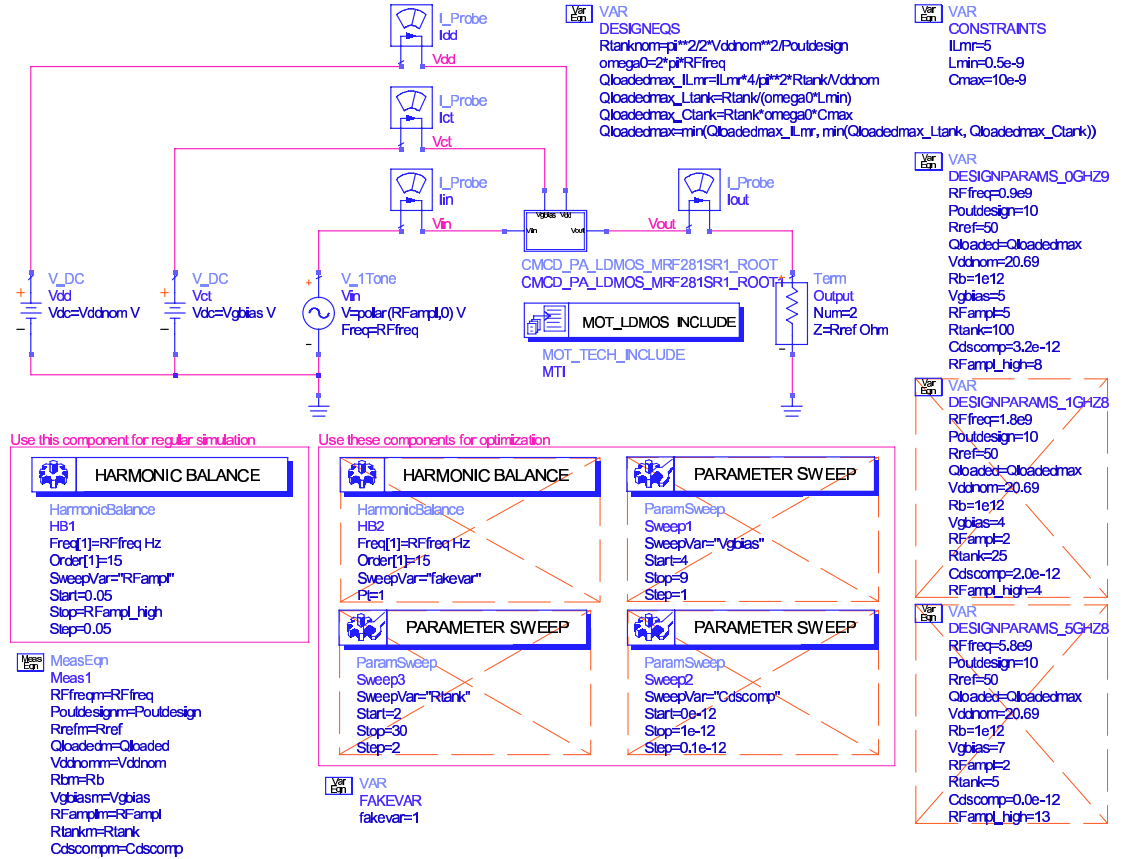 I_Probe
Idd
Vdd
I_Probe
Ict
Vct
I_Probe
Iin
Vin
I_Probe
Iout
Vout
Vgbias Vdd
Vin Vout
Var
Eqn
VAR
DESIGNEQS
Rtanknom=pi**2/2*Vddnom**2/Poutdesign
omega0=2*pi*RFfreq
Qloadedmax_ILmr=ILmr*4/pi**2*Rtank/Vddnom
Qloadedmax_Ltank=Rtank/(omega0*Lmin)
Qloadedmax_Ctank=Rtank*omega0*Cmax
Qloadedmax=min(Qloadedmax_ILmr, min(Qloadedmax_Ltank, Qloadedmax_Ctank))
Var
Eqn
VAR
CONSTRAINTS
ILmr=5
Lmin=0.5e-9
Cmax=10e-9
+
-
V_DC
Vdd
Vdc=Vddnom V
+
-
V_DC
Vct
Vdc=Vgbias V
+
-
V_1Tone
Vin
V=polar(RFampl,0) V
Freq=RFfreq
CMCD_PA_LDMOS_MRF281SR1_ROOT
CMCD_PA_LDMOS_MRF281SR1_ROOT1
MOT_LDMOS INCLUDE
MOT_TECH_INCLUDE
MTI
+
-
Term
Output
Num=2
Z=Rref Ohm
Var
Eqn
VAR
DESIGNPARAMS_0GHZ9
RFfreq=0.9e9
Poutdesign=10
Rref=50
Qloaded=Qloadedmax
Vddnom=20.69
Rb=1e12
Vgbias=5
RFampl=5
Rtank=100
Cdscomp=3.2e-12
RFampl_high=8
Var
Eqn
VAR
DESIGNPARAMS_1GHZ8
RFfreq=1.8e9
Poutdesign=10
Rref=50
Qloaded=Qloadedmax
Vddnom=20.69
Rb=1e12
Vgbias=4
RFampl=2
Rtank=25
Cdscomp=2.0e-12
RFampl_high=4
Var
Eqn
VAR
DESIGNPARAMS_5GHZ8
RFfreq=5.8e9
Poutdesign=10
Rref=50
Qloaded=Qloadedmax
Vddnom=20.69
Rb=1e12
Vgbias=7
RFampl=2
Rtank=5
Cdscomp=0.0e-12
RFampl_high=13
Use this component for regular simulation
HARMONIC BALANCE
HarmonicBalance
HB1
Freq[1]=RFfreq Hz
Order[1]=15
SweepVar="RFampl"
Start=0.05
Stop=RFampl_high
Step=0.05
Use these components for optimization
HARMONIC BALANCE
HarmonicBalance
HB2
Freq[1]=RFfreq Hz
Order[1]=15
SweepVar="fakevar"
Pt=1
PARAMETER SWEEP
ParamSweep
Sweep1
SweepVar="Vgbias"
Start=4
Stop=9
Step=1
PARAMETER SWEEP
ParamSweep
Sweep3
SweepVar="Rtank"
Start=2
Stop=30
Step=2
PARAMETER SWEEP
ParamSweep
Sweep2
SweepVar="Cdscomp"
Start=0e-12
Stop=1e-12
Step=0.1e-12
Meas
Eqn
MeasEqn
Meas1
RFfreqm=RFfreq
Poutdesignm=Poutdesign
Rrefm=Rref
Qloadedm=Qloaded
Vddnomm=Vddnom
Rbm=Rb
Vgbiasm=Vgbias
RFamplm=RFampl
Rtankm=Rtank
Cdscompm=Cdscomp
Var
Eqn
VAR
FAKEVAR
fakevar=1